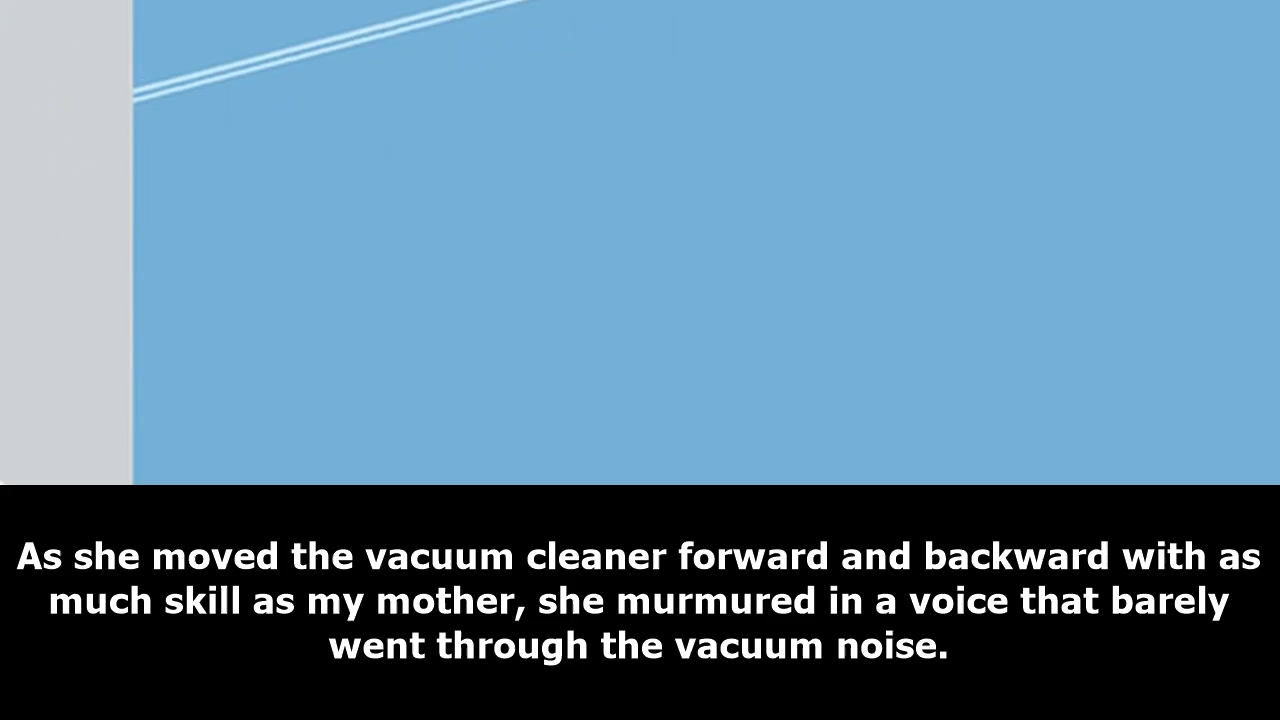 As she moved the vacuum cleaner forward and backward with as
much skill as my mother, she murmured in a voice that barely
went through the vacuum noise.